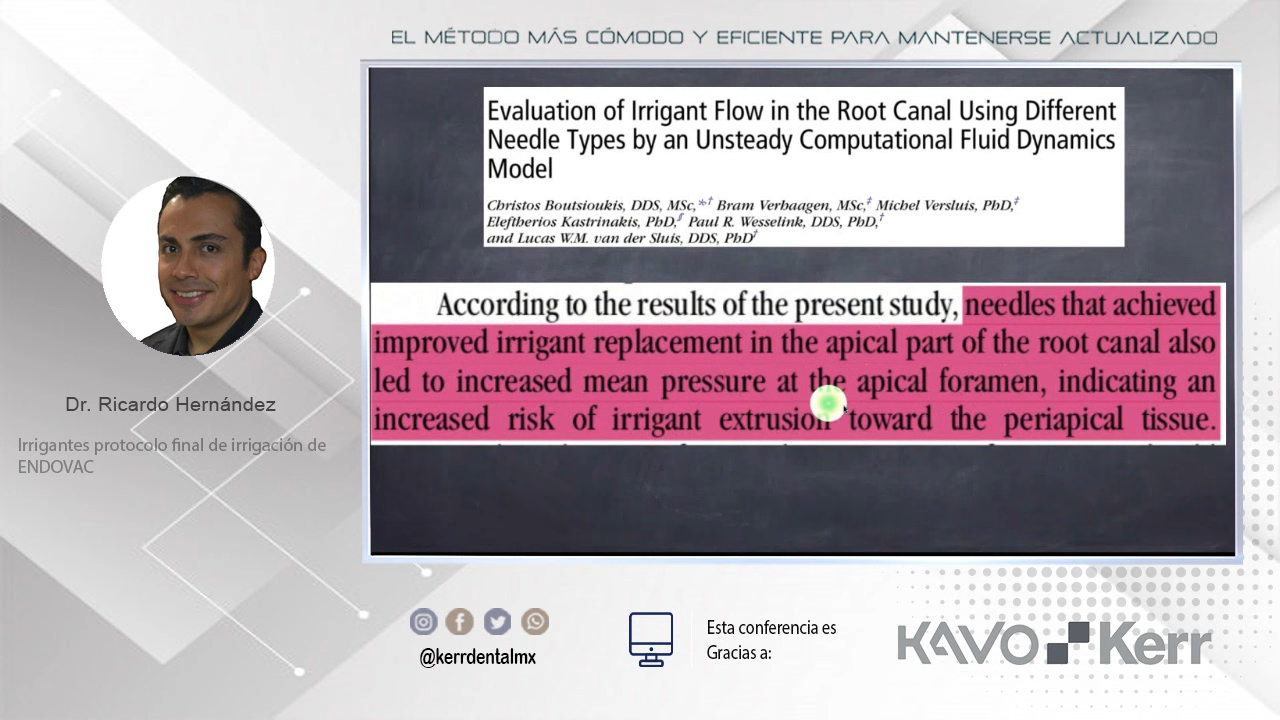 EL MÉTODO MÁS CÓMODO Y EFICIENTE PARA MANTENERSE ACTUALIZADO
Evaluation of Irrigant Flow in the Root Canal Using Different
Needle Types by an Unsteady Computational Fluid Dynamics
Model
Christos Boutsioukis, DDS, MSc,*† Bram Verhaagen, MSc,‡ Michel Versluis, PhD,‡
Eleftherios Kastrinakis, PhD,§ Paul R. Wesselink, DDS, PhD,†
and Lucas W.M. van der Sluis, DDS, PhD†
According to the results of the present study, needles that achieved
improved irrigant replacement in the apical part of the root canal also
led to increased mean pressure at the apical foramen, indicating an
increased risk of irrigant extrusion toward the periapical tissue.
Dr. Ricardo Hernández
Irrigantes protocolo final de irrigación de
ENDOVAC
@kerrdentalmx
Esta conferencia es
Gracias a:
KAVO Kerr